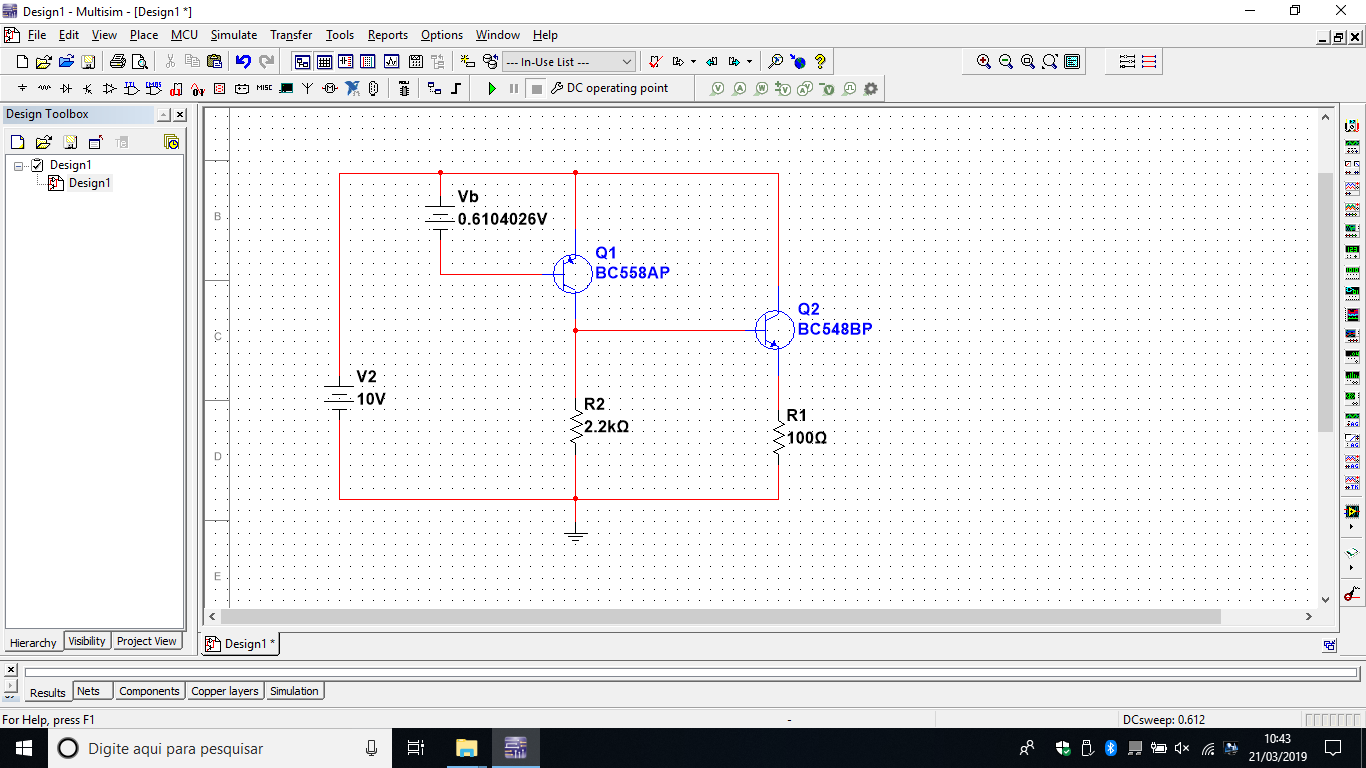 Design1 - Multisim - [Design1 *]
File Edit View Place MCU Simulate Transfer Tools Reports Options Window Help
--- In-Use List ---
DC operating point
Design Toolbox
Design1
Design1
B
C
D
E
Vb
0.6104026V
Q1
BC558AP
Q2
BC548BP
V2
10V
R2
2.2kΩ
R1
100Ω
Hierarchy Visibility Project View
Design1 *
Results Nets Components Copper layers Simulation
For Help, press F1
-
DCsweep: 0.612
Digite aqui para pesquisar
10:43
21/03/2019